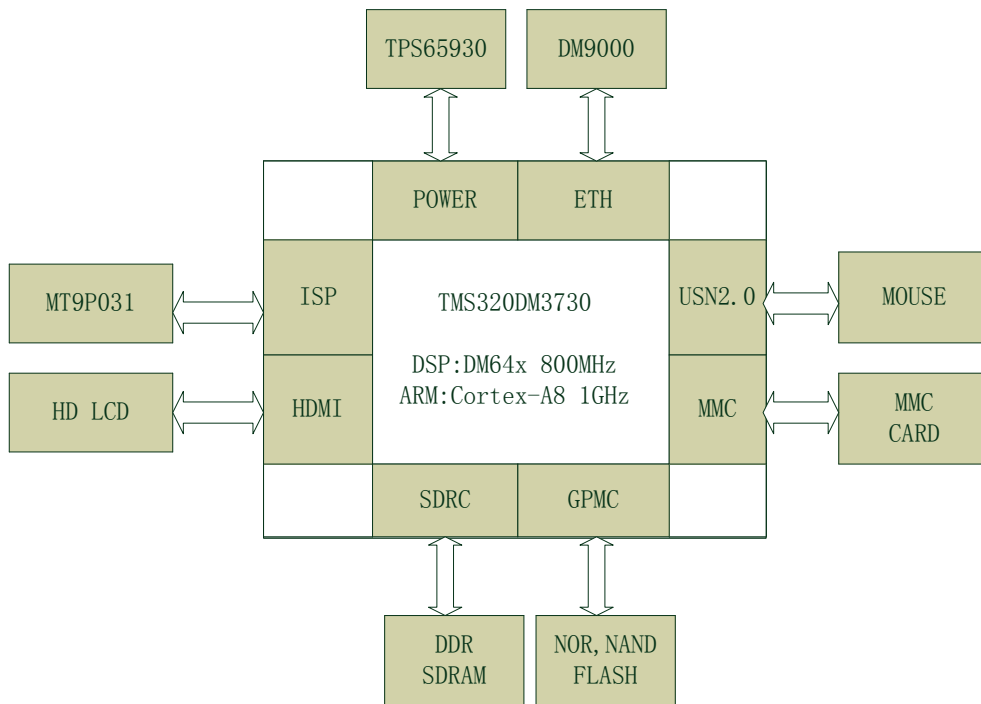 TPS65930
DM9000
POWER
ETH
MT9P031
ISP
TMS320DM3730
USN2.0
MOUSE
DSP:DM64x 800MHz
ARM:Cortex-A8 1GHz
HD LCD
HDMI
MMC
MMC
CARD
SDRC
GPMC
DDR
SDRAM
NOR,NAND
FLASH